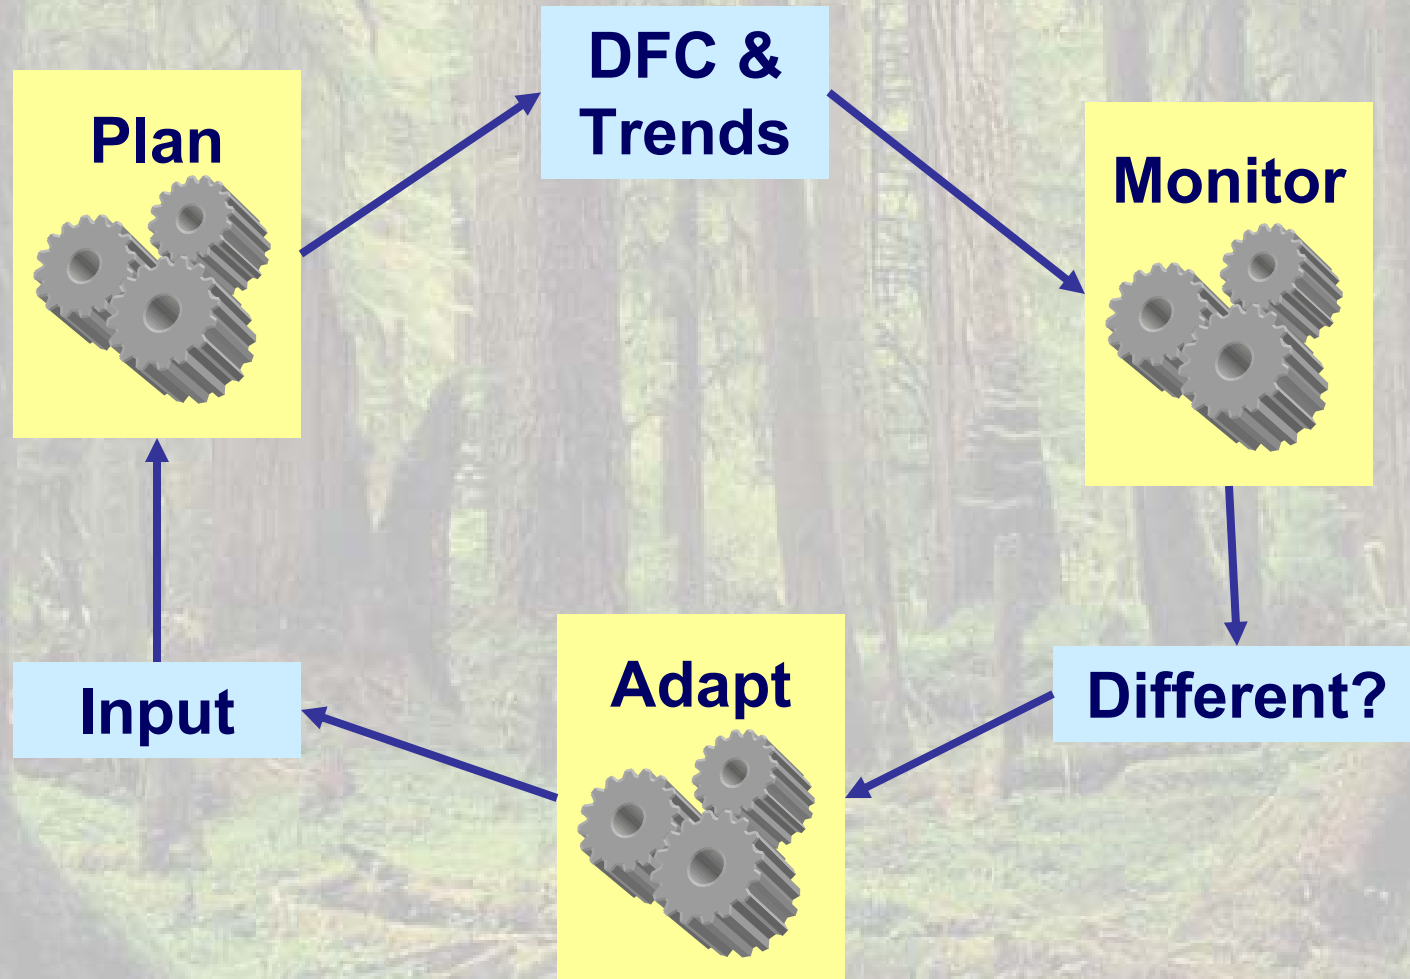 Plan
DFC &
Trends
Monitor
Different?
Adapt
Input